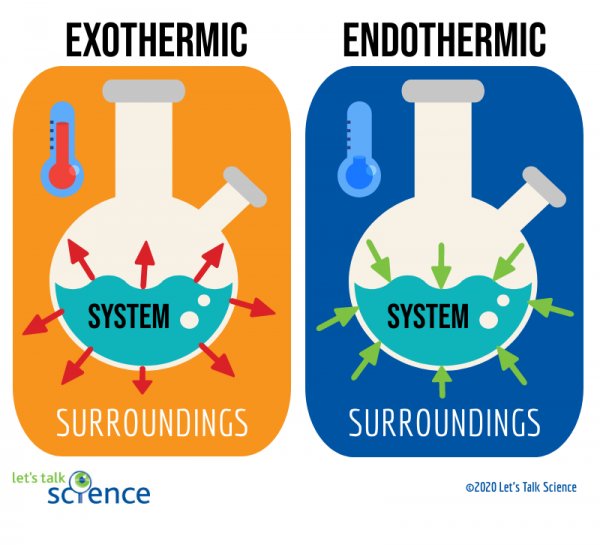 EXOTHERMIC
ENDOTHERMIC
SYSTEM
SYSTEM
SURROUNDINGS
SURROUNDINGS
let's talk
science
©2020 Let's Talk Science